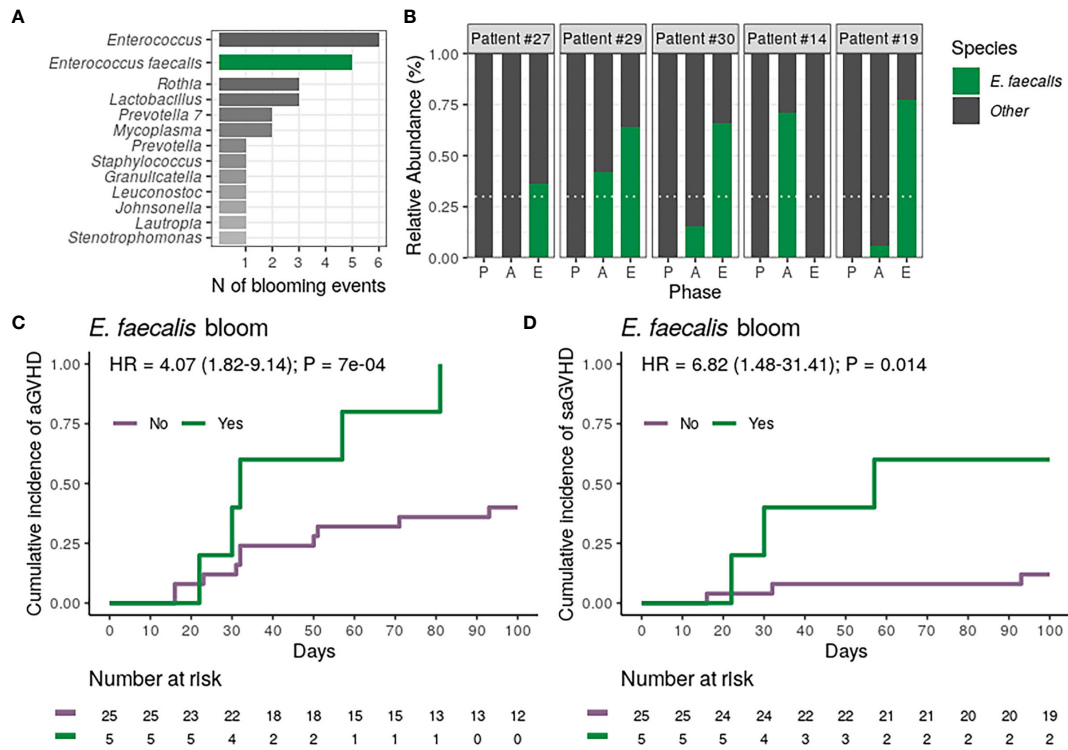 A
Enterococcus
Enterococcus faecalis
Rothia
Lactobacillus
Prevotella 7
Mycoplasma
Prevotella
Staphylococcus
Granulicatella
Leuconostoc
Johnsonella
Lautropia
Stenotrophomonas
1 2 3 4 5 6
N of blooming events
B
Patient #27 Patient #29 Patient #30 Patient #14 Patient #19
Relative Abundance (%)
1.00
0.75
0.50
0.25
0.00
P A E P A E P A E P A E P A E
Phase
Species
E. faecalis
Other
C
E. faecalis bloom
HR = 4.07 (1.82-9.14); P = 7e-04
No Yes
Cumulative incidence of aGVHD
1.00
0.75
0.50
0.25
0.00
0 10 20 30 40 50 60 70 80 90 100
Days
Number at risk
25 25 23 22 18 18 15 15 13 13 12
5 5 5 4 2 2 1 1 1 0 0
D
E. faecalis bloom
HR = 6.82 (1.48-31.41); P = 0.014
No Yes
Cumulative incidence of saGVHD
1.00
0.75
0.50
0.25
0.00
0 10 20 30 40 50 60 70 80 90 100
Days
Number at risk
25 25 24 24 22 22 21 21 20 20 19
5 5 5 4 3 3 2 2 2 2 2